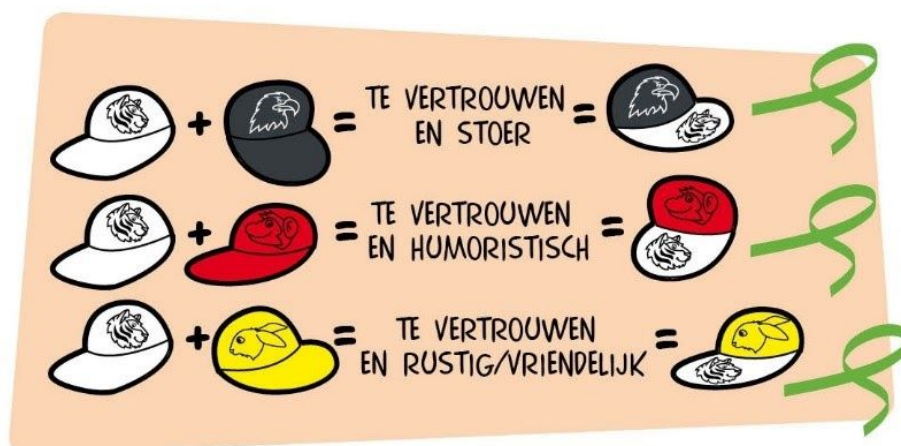 + = TE VERTROUWEN =
EN STOER
+ = TE VERTROUWEN =
EN HUMORISTISCH
+ = TE VERTROUWEN =
EN RUSTIG/VRIENDELIJK